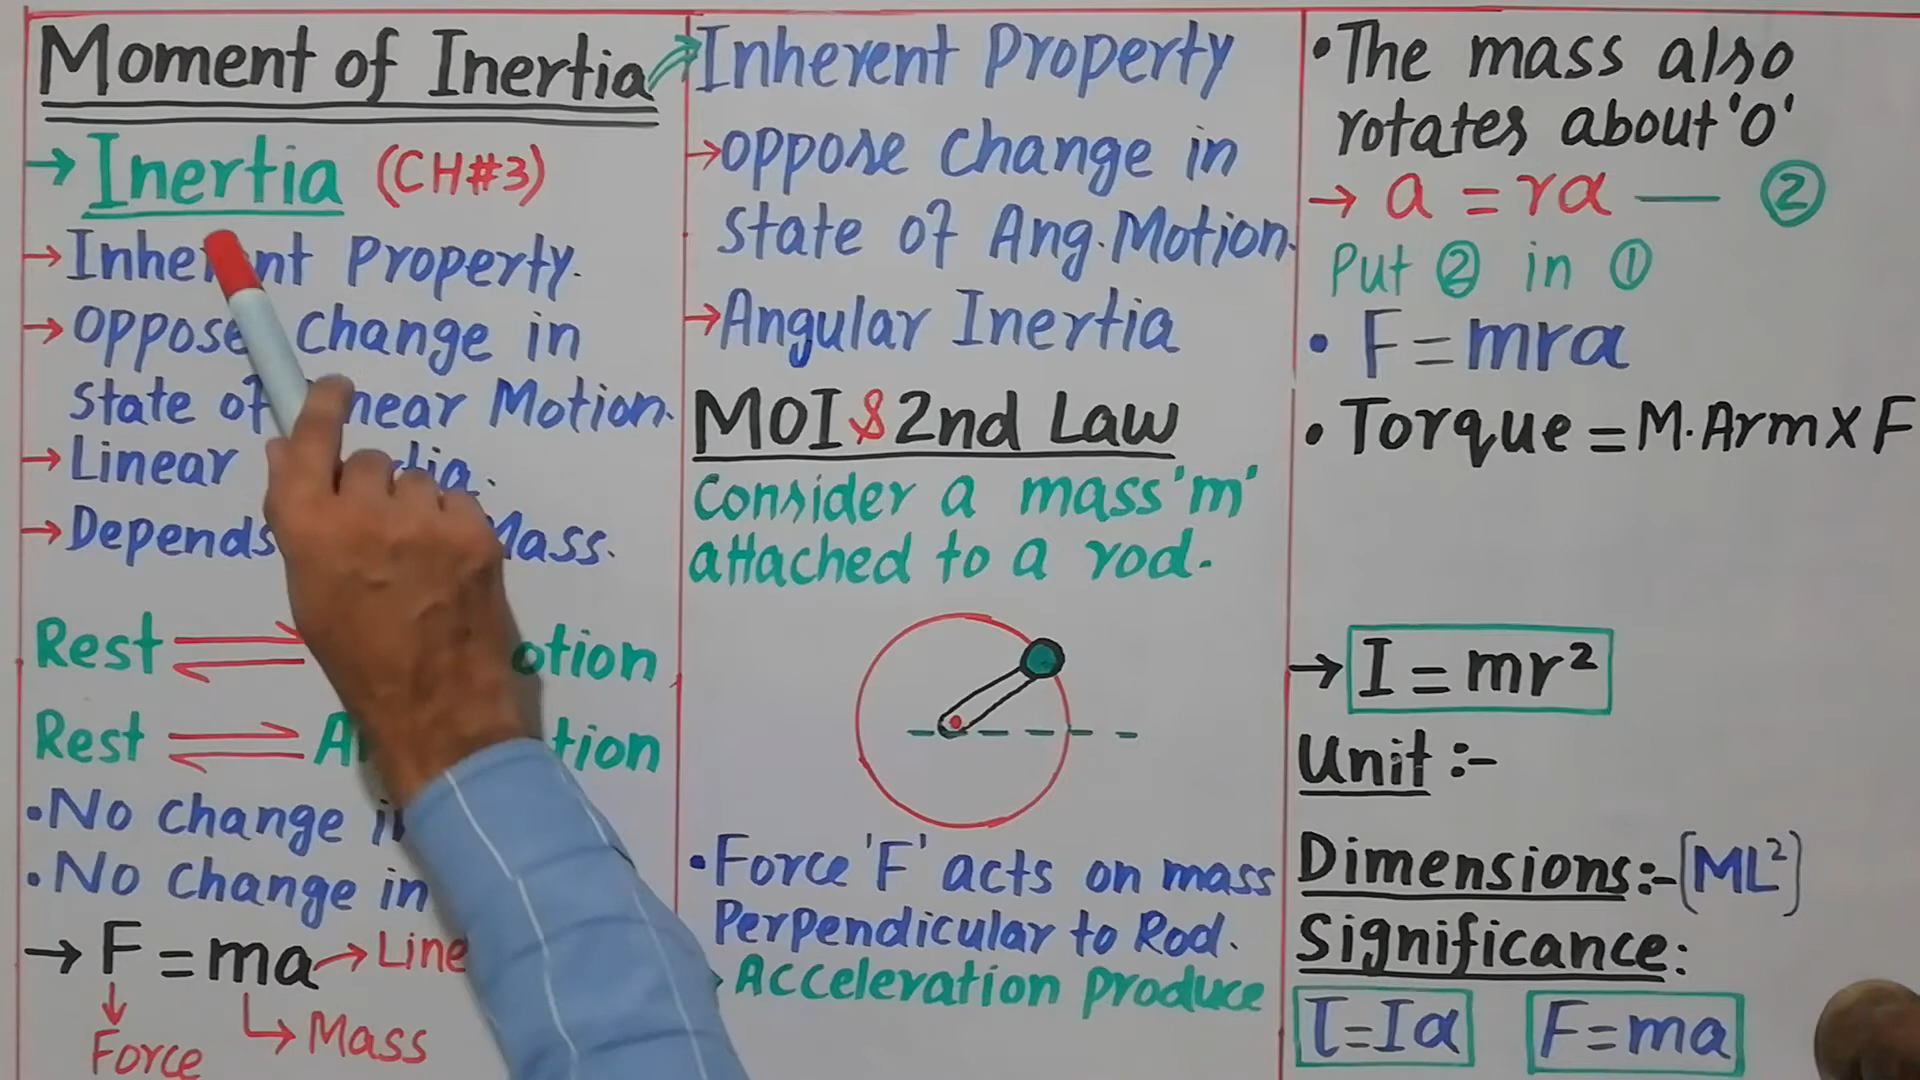 Moment of Inertia
→ Inertia (CH#3)
→ Inherent Property.
→ oppose change in
state of Linear Motion.
→ Linear
→ Depends Mass.
Rest ⇌ otion
Rest ⇌ A tion
• No change i
• No change in
→ F = ma → Line
Force
Mass
Inherent Property
→ oppose change in
state of Ang. Motion.
→ Angular Inertia
MOI & 2nd Law
Consider a mass 'm'
attached to a rod.
• Force 'F' acts on mass
Perpendicular to Rod.
Acceleration produce
• The mass also
rotates about 'O'
→ a = rα — ②
Put ② in ①
• F = mrα
• Torque = M.Arm x F
→ I = mr²
Unit :-
Dimensions:- [ML²]
Significance:
τ = Iα F = ma